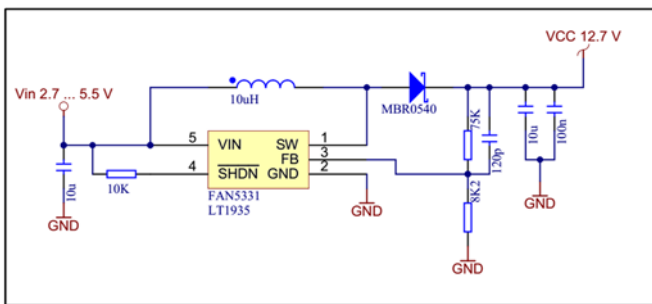 VCC 12.7 V
Vin 2.7 ... 5.5 V
10uH
MBR0540
5
VIN
SW
1
FB
3
4
SHDN
GND
2
10u
10K
FAN5331
LT1935
75K
120p
10u
100n
8K2
GND
GND
GND
GND